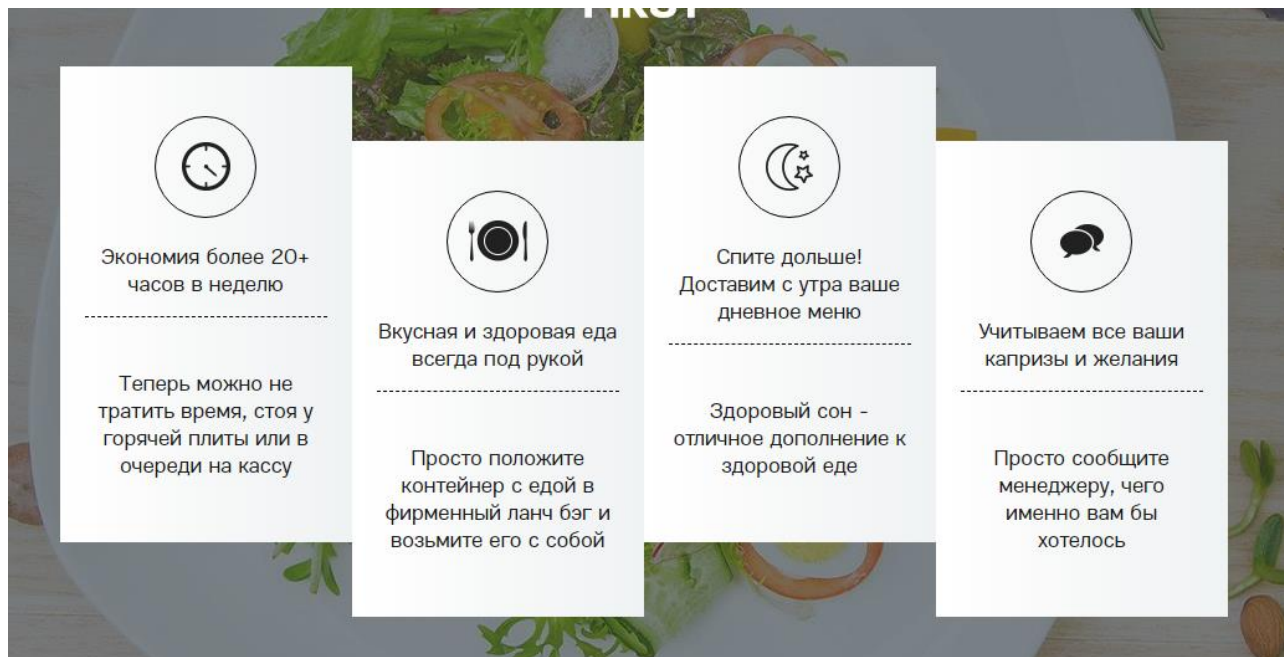 Экономия более 20+
часов в неделю
Теперь можно не
тратить время, стоя у
горячей плиты или в
очереди на кассу
Вкусная и здоровая еда
всегда под рукой
Просто положите
контейнер с едой в
фирменный ланч бэг и
возьмите его с собой
Спите дольше!
Доставим с утра ваше
дневное меню
Здоровый сон -
отличное дополнение к
здоровой еде
Учитываем все ваши
капризы и желания
Просто сообщите
менеджеру, чего
именно вам бы
хотелось